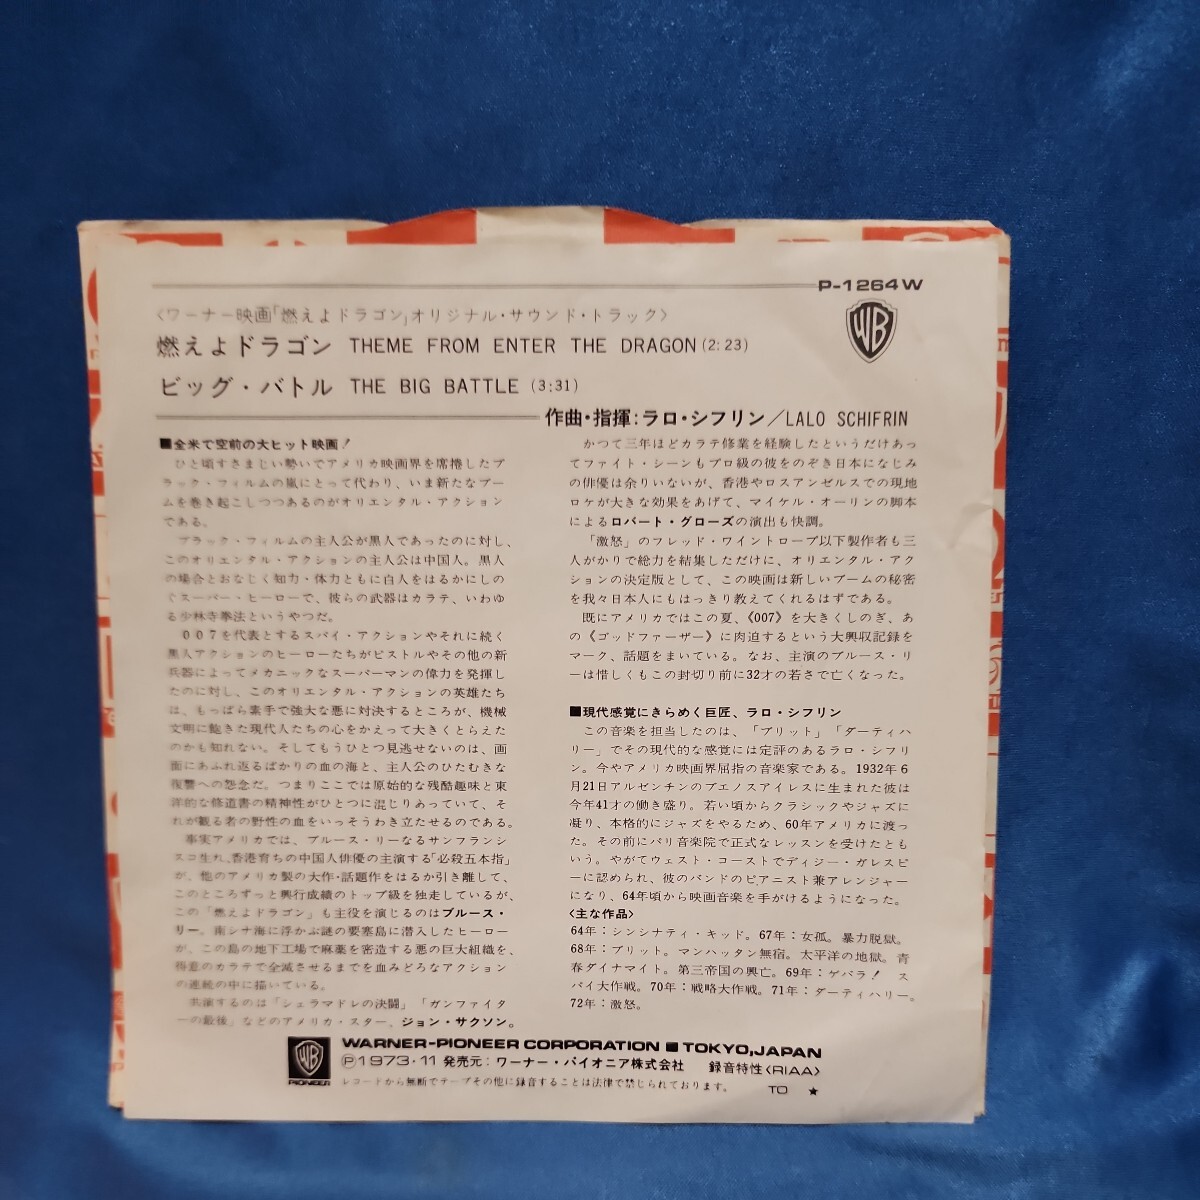 P-1264W
WB
〈ワーナー映画「燃えよドラゴン」オリジナル・サウンド・トラック〉
燃えよドラゴン THEME FROM ENTER THE DRAGON (2:23)
ビッグ・バトル THE BIG BATTLE (3:31)
作曲・指揮:ラロ・シフリン／LALO SCHIFRIN
■全米で空前の大ヒット映画！
ひと頃すさまじい勢いでアメリカ映画界を席捲したブ
ラック・フィルムの嵐にとって代わり、いま新たなブー
ムを巻き起こしつつあるのがオリエンタル・アクション
である。
ブラック・フィルムの主人公が黒人であったのに対し、
このオリエンタル・アクションの主人公は中国人。黒人
の場合とおなじく知力・体力ともに白人をはるかにしの
ぐスーパー・ヒーローで、彼らの武器はカラテ、いわゆ
る少林寺拳法というやつだ。
007を代表とするスパイ・アクションやそれに続く
黒人アクションのヒーローたちがピストルやその他の新
兵器によってメカニックなスーパーマンの偉力を発揮し
たのに対し、このオリエンタル・アクションの英雄たち
は、もっぱら素手で強大な悪に対決するところが、機械
文明に飽きた現代人たちの心をかえって大きくとらえた
のかも知れない。そしてもうひとつ見逃せないのは、画
面にあふれ返るばかりの血の海と、主人公のひたむきな
復讐への怨念だ。つまりここでは原始的な残酷趣味と東
洋的な修道書の精神性がひとつに混じりあっていて、そ
れが観る者の野性の血をいっそうわき立たせるのである。
事実アメリカでは、ブルース・リーなるサンフランシ
スコ生れ、香港育ちの中国人俳優の主演する「必殺五本指」
が、他のアメリカ製の大作・話題作をはるか引き離して、
このところずっと興行成績のトップ級を独走しているが、
この「燃えよドラゴン」も主役を演じるのはブルース・
リー。南シナ海に浮かぶ謎の要塞島に潜入したヒーロー
が、この島の地下工場で麻薬を密造する悪の巨大組織を、
得意のカラテで全滅させるまでを血みどろなアクション
の連続の中に描いている。
共演するのは「シェラマドレの決闘」「ガンファイタ
ーの最後」などのアメリカ・スター、ジョン・サクソン。
かつて三年ほどカラテ修業を経験したというだけあっ
てファイト・シーンもプロ級の彼をのぞき日本になじみ
の俳優は余りいないが、香港やロスアンゼルスでの現地
ロケが大きな効果をあげて、マイケル・オーリンの脚本
によるロバート・クローズの演出も快調。
「激怒」のフレッド・ワイントローブ以下製作者も三
人がかりで総力を結集しただけに、オリエンタル・アク
ションの決定版として、この映画は新しいブームの秘密
を我々日本人にもはっきり教えてくれるはずである。
既にアメリカではこの夏、《007》を大きくしのぎ、あ
の《ゴッドファーザー》に肉迫するという大興収記録を
マーク、話題をまいている。なお、主演のブルース・リ
ーは惜しくもこの封切り前に32才の若さで亡くなった。
■現代感覚にきらめく巨匠、ラロ・シフリン
この音楽を担当したのは、「ブリット」「ダーティハ
リー」でその現代的な感覚には定評のあるラロ・シフリ
ン。今やアメリカ映画界屈指の音楽家である。1932年6
月21日アルゼンチンのブエノスアイレスに生まれた彼は
今年41才の働き盛り。若い頃からクラシックやジャズに
凝り、本格的にジャズをやるため、60年アメリカに渡っ
た。その前にパリ音楽院で正式なレッスンを受けたとも
いう。やがてウェスト・コーストでディジー・ガレスピ
ーに認められ、彼のバンドのピアニスト兼アレンジャー
になり、64年頃から映画音楽を手がけるようになった。
〈主な作品〉
64年：シンシナティ・キッド。67年：女狐。暴力脱獄。
68年：ブリット。マンハッタン無宿。太平洋の地獄。青
春ダイナマイト。第三帝国の興亡。69年：ゲバラ！ ス
パイ大作戦。70年：戦略大作戦。71年：ダーティハリー。
72年：激怒。
WB PIONEER
WARNER-PIONEER CORPORATION ■ TOKYO,JAPAN
Ⓟ1973・11 発売元：ワーナー・パイオニア株式会社 録音特性〈RIAA〉
レコードから無断でテープその他に録音することは法律で禁じられております。
TO ★